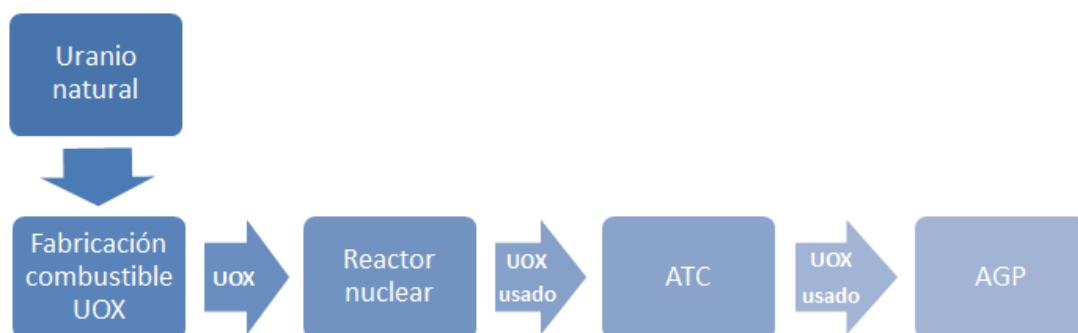 Uranio
natural
Fabricación
combustible
UOX
UOX
Reactor
nuclear
UOX
usado
ATC
UOX
usado
AGP